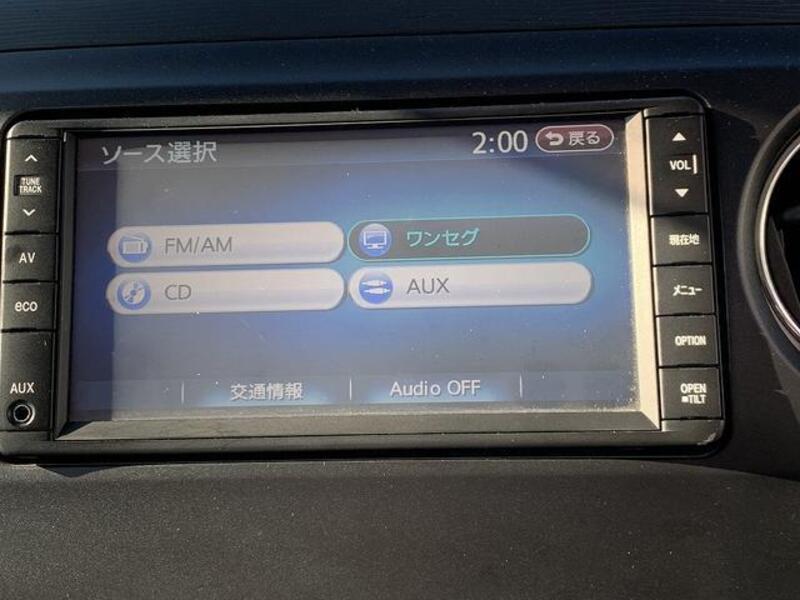 ソース選択
2:00
戻る
FM/AM
ワンセグ
CD
AUX
交通情報
Audio OFF
TUNE
TRACK
AV
eco
AUX
VOL
現在地
メニュー
OPTION
OPEN
TILT